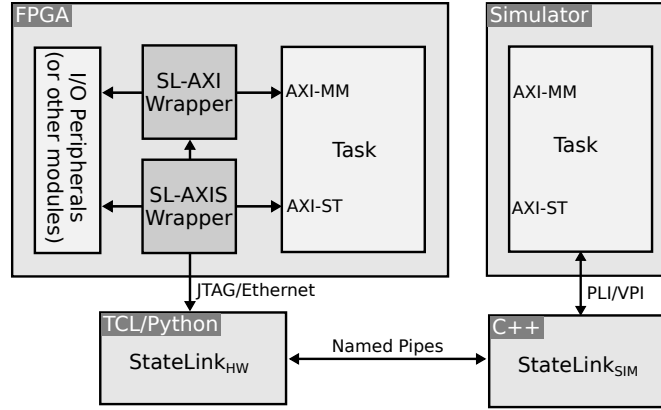 FPGA
Simulator
I/O Peripherals
(or other modules)
SL-AXI
Wrapper
AXI-MM
Task
AXI-ST
SL-AXIS
Wrapper
AXI-MM
Task
AXI-ST
JTAG/Ethernet
PLI/VPI
TCL/Python
StateLinkHW
Named Pipes
C++
StateLinkSIM